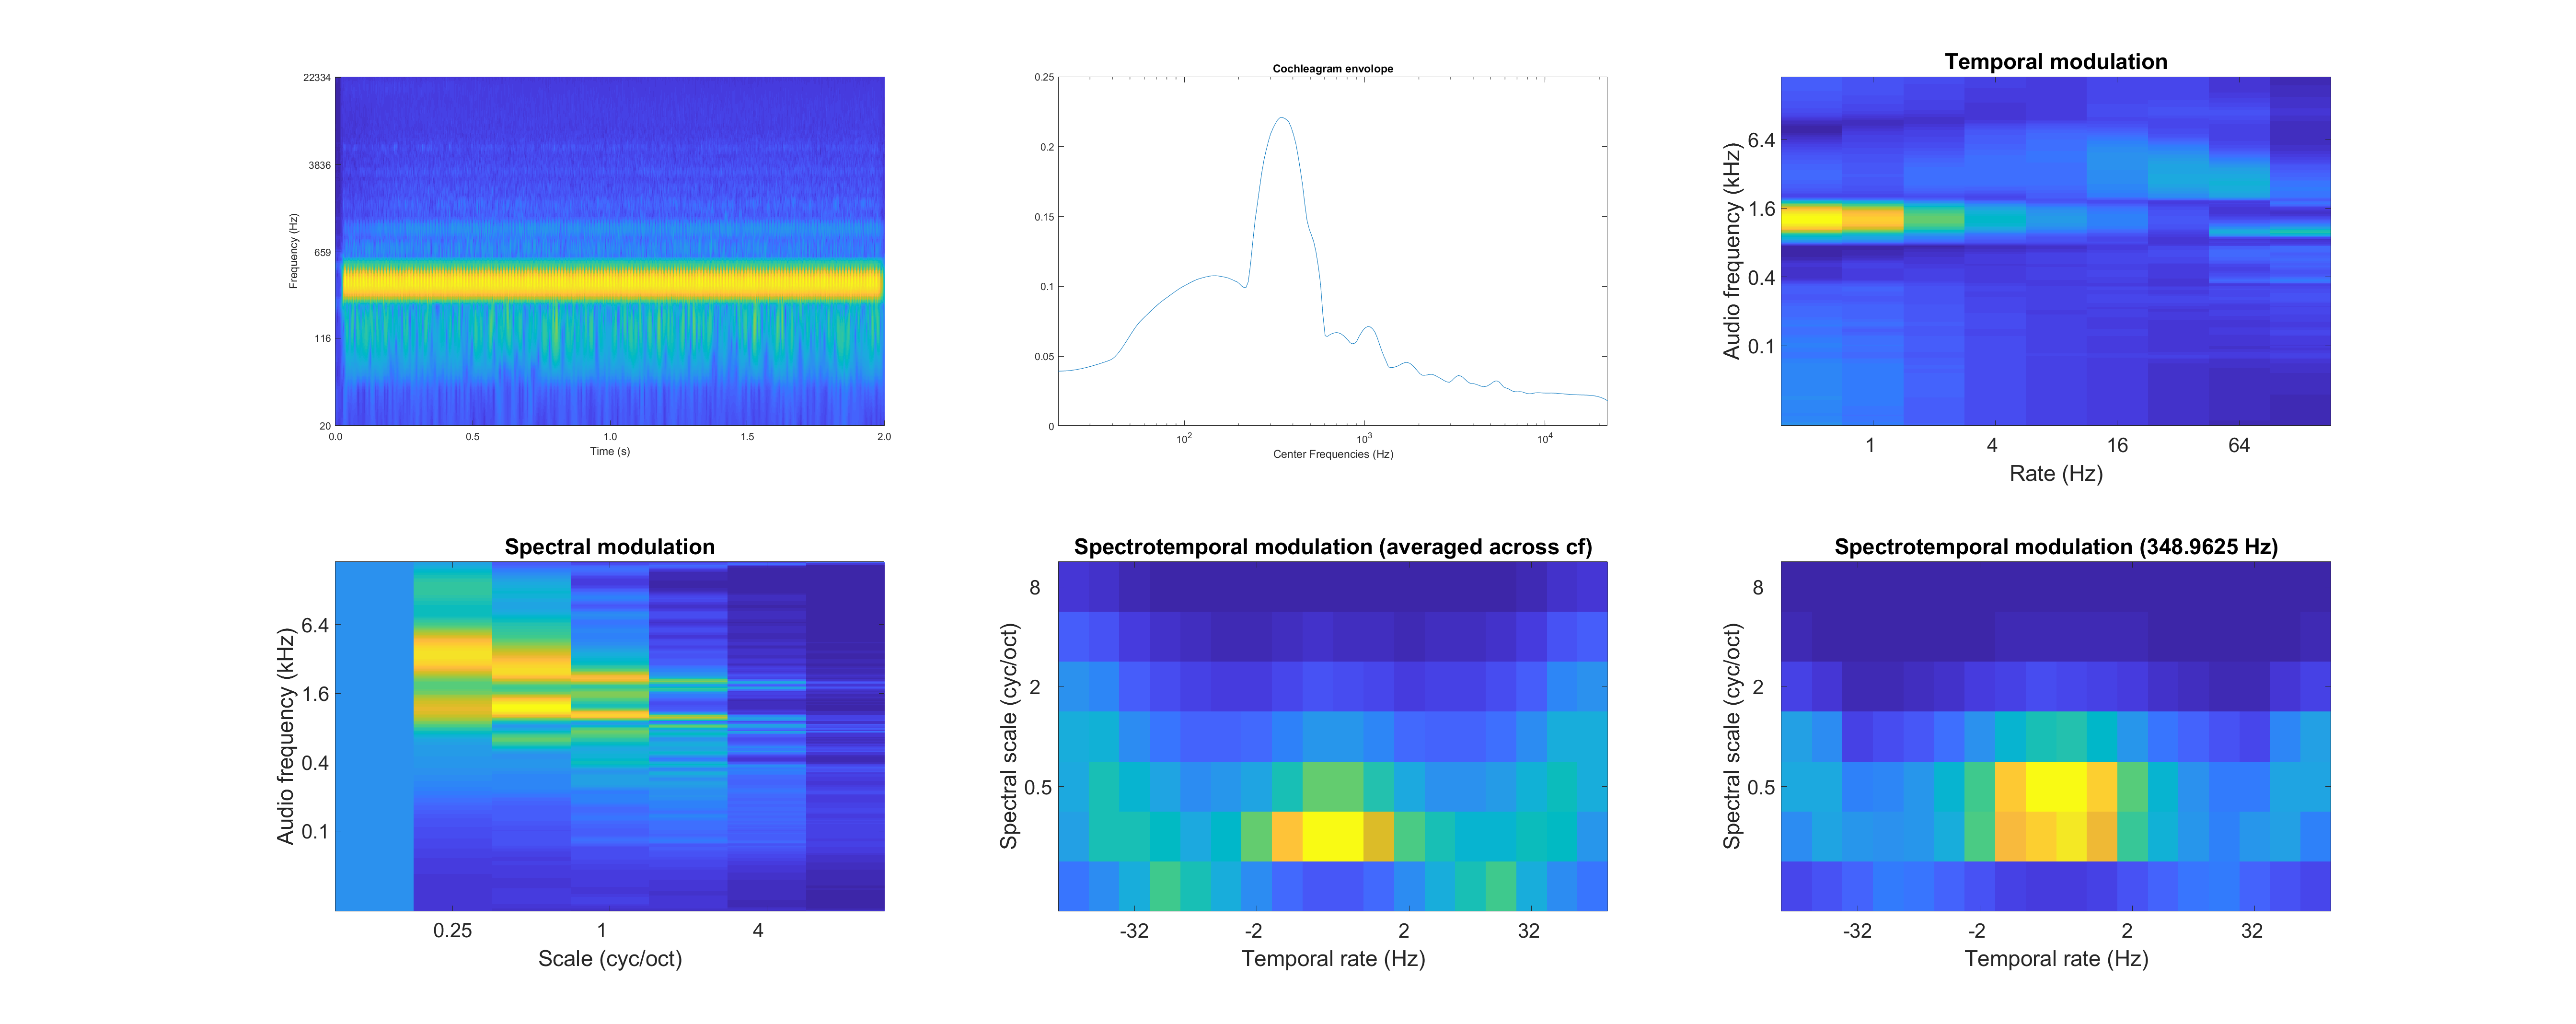 22334
3836
659
116
20
Frequency (Hz)
0.0 0.5 1.0 1.5 2.0
Time (s)
Cochleagram envolope
0.25
0.2
0.15
0.1
0.05
0
10^2 10^3 10^4
Center Frequencies (Hz)
Temporal modulation
6.4
1.6
0.4
0.1
Audio frequency (kHz)
1 4 16 64
Rate (Hz)
Spectral modulation
6.4
1.6
0.4
0.1
Audio frequency (kHz)
0.25 1 4
Scale (cyc/oct)
Spectrotemporal modulation (averaged across cf)
8
2
0.5
Spectral scale (cyc/oct)
-32 -2 2 32
Temporal rate (Hz)
Spectrotemporal modulation (348.9625 Hz)
8
2
0.5
Spectral scale (cyc/oct)
-32 -2 2 32
Temporal rate (Hz)